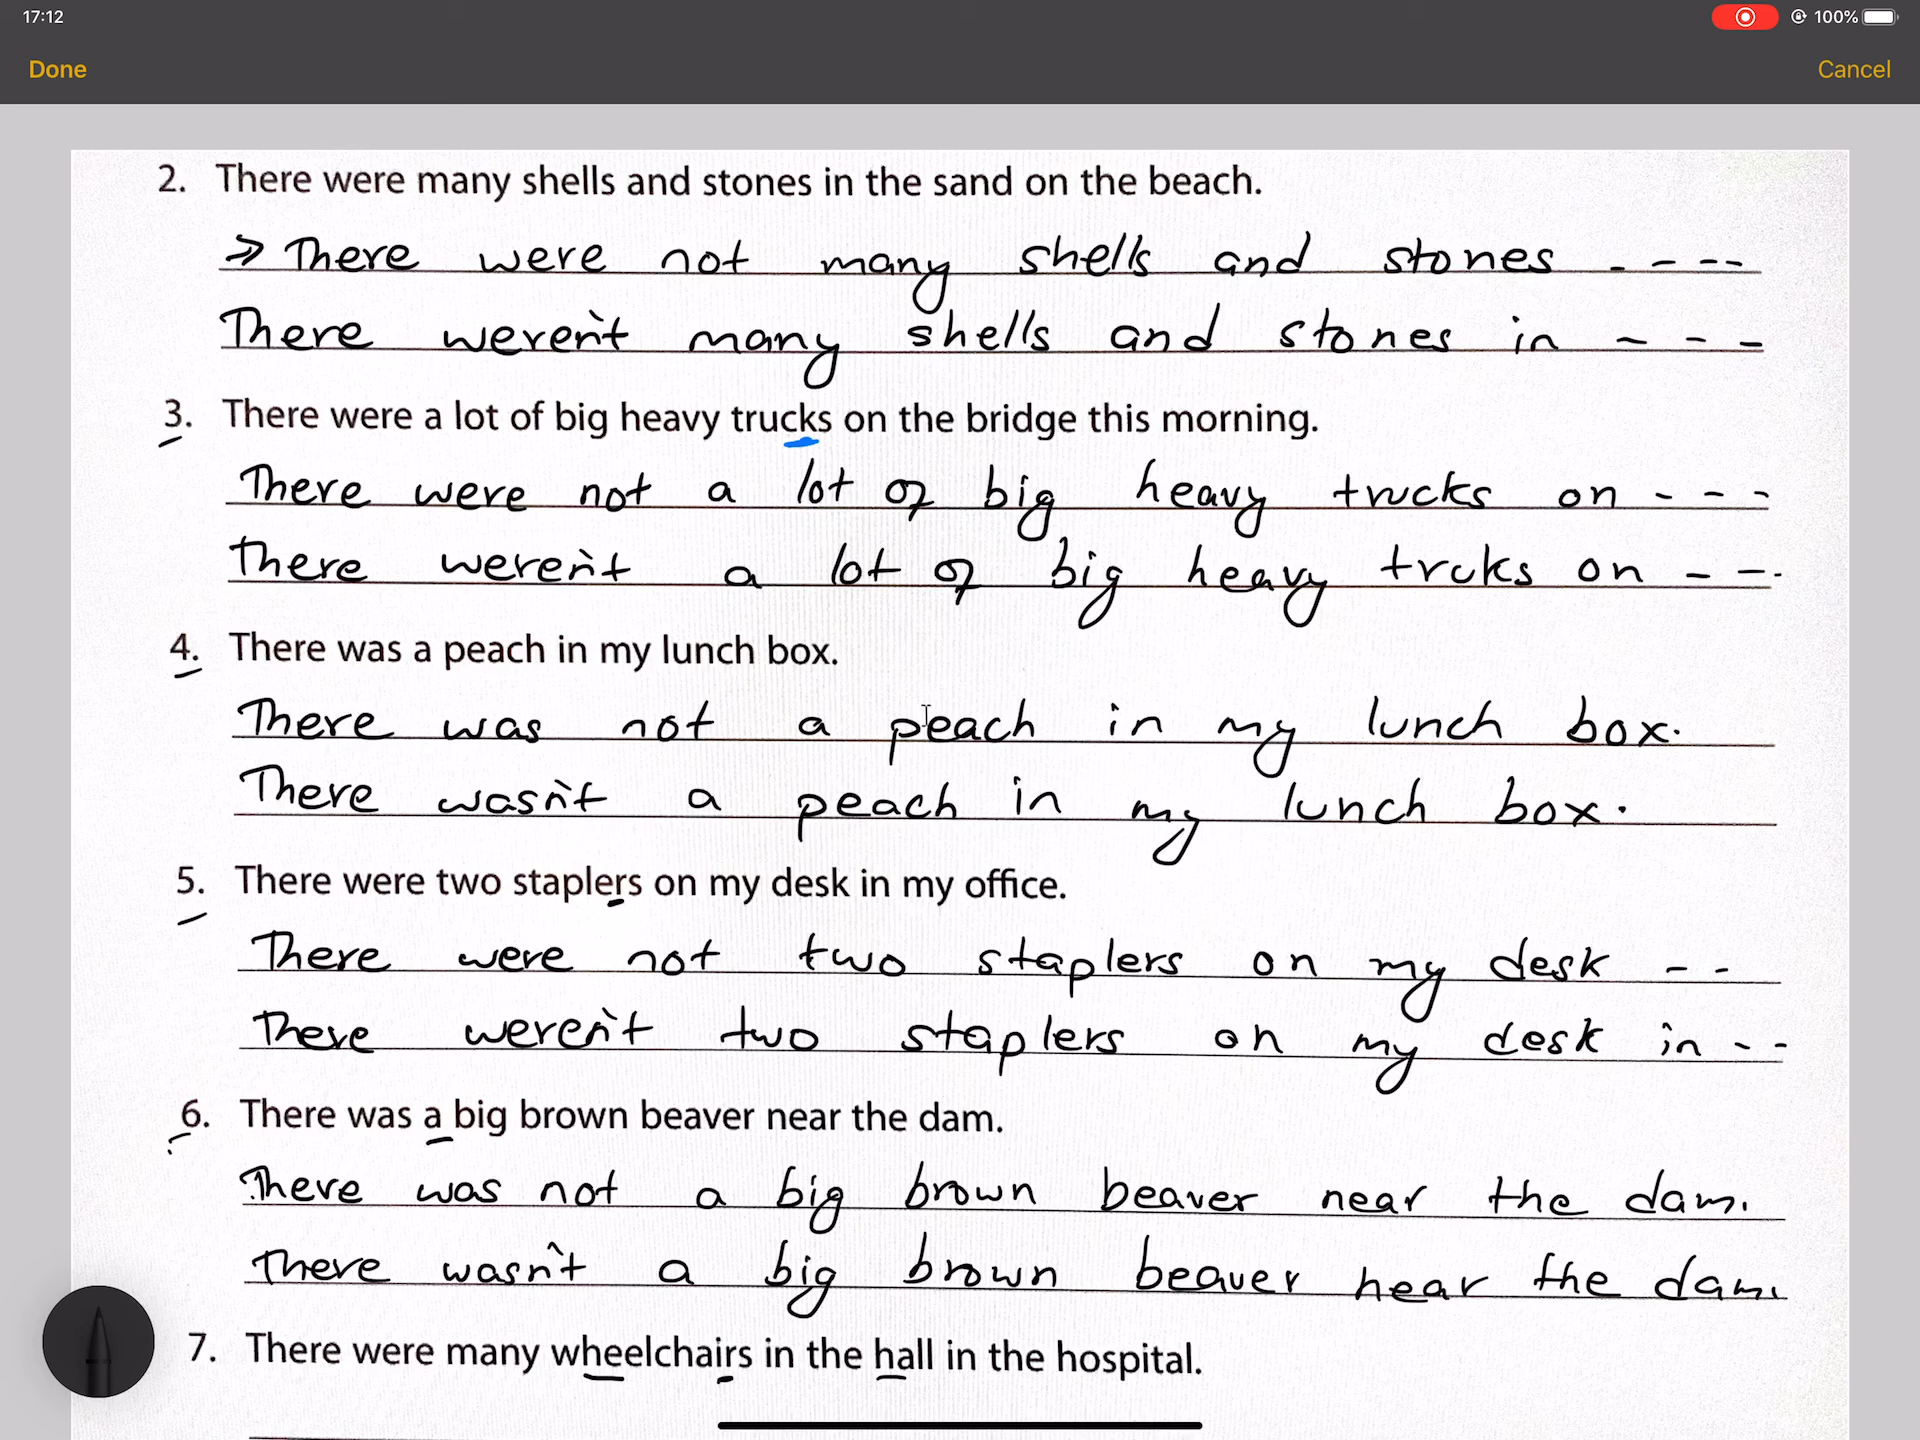 17:12
100%
Done
Cancel
2. There were many shells and stones in the sand on the beach.
There were not many shells and stones - - - -
There weren't many shells and stones in - - -
3. There were a lot of big heavy trucks on the bridge this morning.
There were not a lot of big heavy trucks on - - -
There weren't a lot of big heavy trcks on - - -
4. There was a peach in my lunch box.
There was not a peach in my lunch box.
There wasn't a peach in my lunch box.
5. There were two staplers on my desk in my office.
There were not two staplers on my desk - -
There weren't two staplers on my desk in - -
6. There was a big brown beaver near the dam.
There was not a big brown beaver near the dam.
There wasn't a big brown beaver near the dam.
7. There were many wheelchairs in the hall in the hospital.